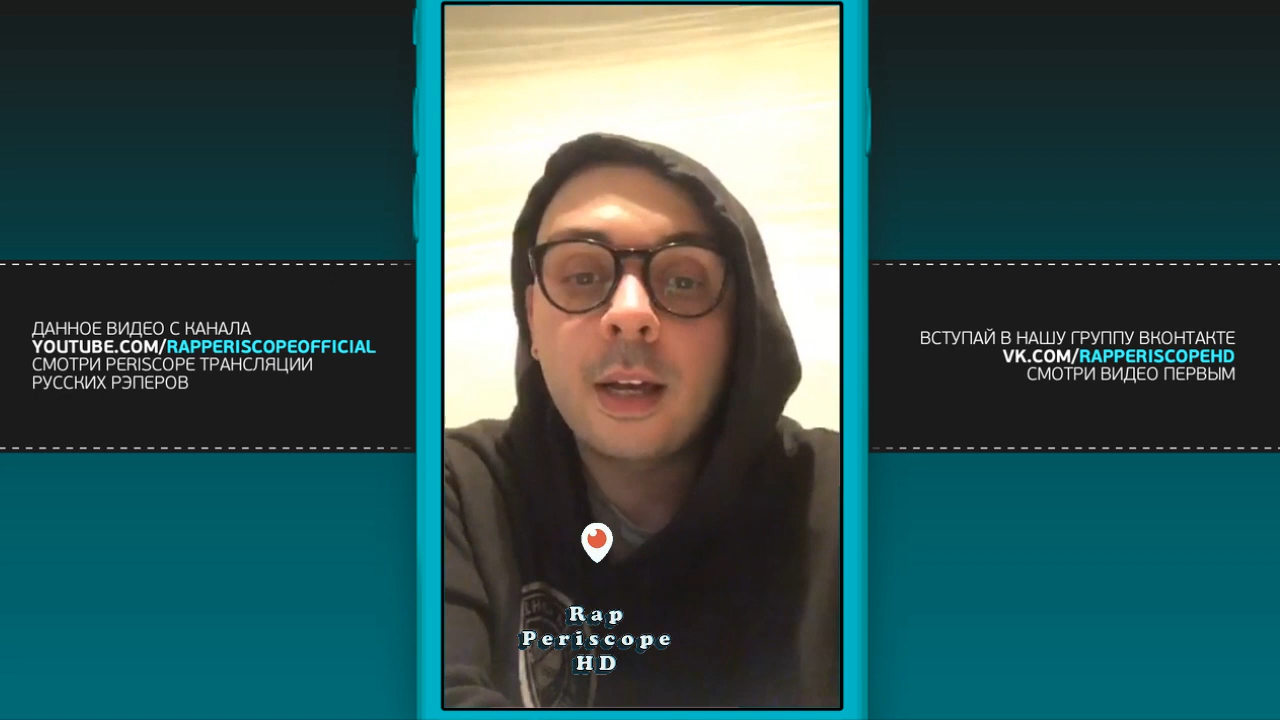 ДАННОЕ ВИДЕО С КАНАЛА
YOUTUBE.COM/RAPPERISCOPEOFFICIAL
СМОТРИ PERISCOPE ТРАНСЛЯЦИИ
РУССКИХ РЭПЕРОВ
ВСТУПАЙ В НАШУ ГРУППУ ВКОНТАКТЕ
VK.COM/RAPPERISCOPEHD
СМОТРИ ВИДЕО ПЕРВЫМ
Rap
Periscope
HD